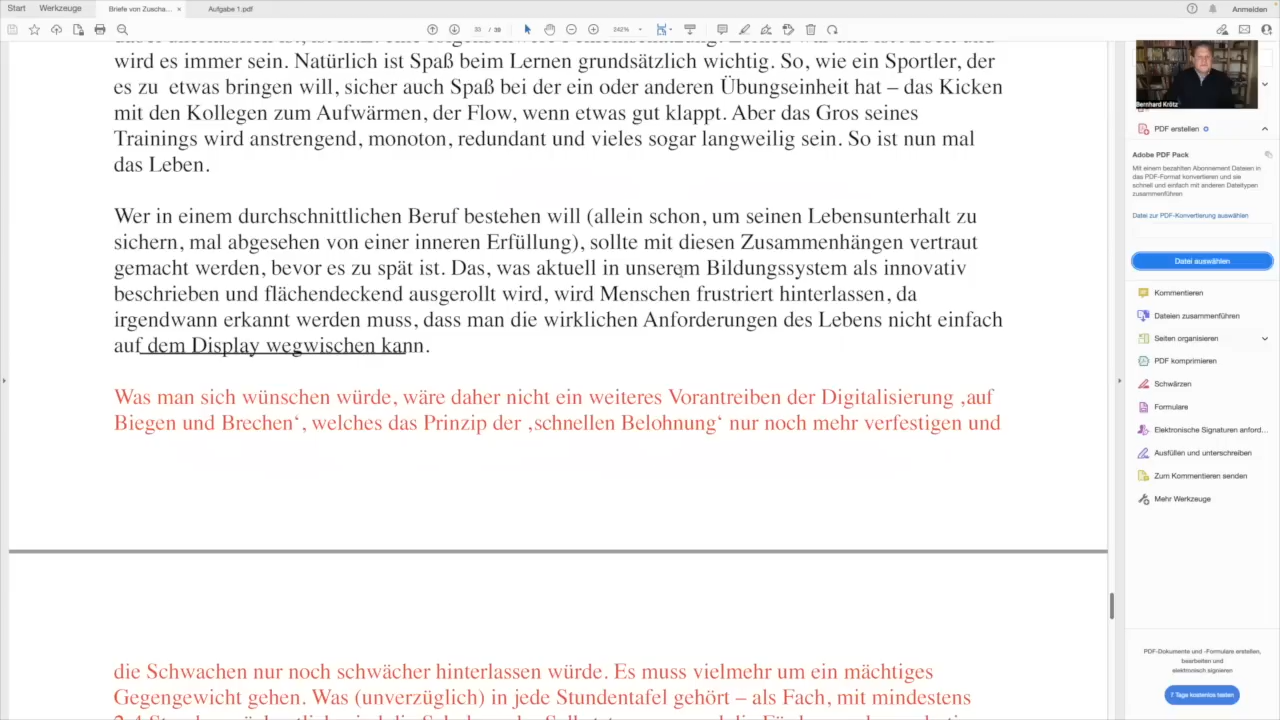 Start
Werkzeuge
Briefe von Zuscha... ×
Aufgabe 1.pdf
Anmelden
33 / 39
242%
wird es immer sein. Natürlich ist Spaß beim Lernen grundsätzlich wichtig. So, wie ein Sportler, der
es zu  etwas bringen will, sicher auch Spaß bei der ein oder anderen Übungseinheit hat – das Kicken
mit den Kollegen zum Aufwärmen, der Flow, wenn etwas gut klappt. Aber das Gros seines
Trainings wird anstrengend, monoton, redundant und vieles sogar langweilig sein. So ist nun mal
das Leben.
Wer in einem durchschnittlichen Beruf bestehen will (allein schon, um seinen Lebensunterhalt zu
sichern, mal abgesehen von einer inneren Erfüllung), sollte mit diesen Zusammenhängen vertraut
gemacht werden, bevor es zu spät ist. Das, was aktuell in unserem Bildungssystem als innovativ
beschrieben und flächendeckend ausgerollt wird, wird Menschen frustriert hinterlassen, da
irgendwann erkannt werden muss, dass man die wirklichen Anforderungen des Lebens nicht einfach
auf dem Display wegwischen kann.
Was man sich wünschen würde, wäre daher nicht ein weiteres Vorantreiben der Digitalisierung ‚auf
Biegen und Brechen‘, welches das Prinzip der ‚schnellen Belohnung‘ nur noch mehr verfestigen und
die Schwachen nur noch schwächer hinterlassen würde. Es muss vielmehr um ein mächtiges
Gegengewicht gehen. Was (unverzüglich) in jede Stundentafel gehört – als Fach, mit mindestens
Bernhard Krötz
PDF erstellen
Adobe PDF Pack
Mit einem bezahlten Abonnement Dateien in
das PDF-Format konvertieren und sie
schnell und einfach mit anderen Dateitypen
zusammenführen
Datei zur PDF-Konvertierung auswählen
Datei auswählen
Kommentieren
Dateien zusammenführen
Seiten organisieren
PDF komprimieren
Schwärzen
Formulare
Elektronische Signaturen anford...
Ausfüllen und unterschreiben
Zum Kommentieren senden
Mehr Werkzeuge
PDF-Dokumente und -Formulare erstellen,
bearbeiten und
elektronisch signieren
7 Tage kostenlos testen